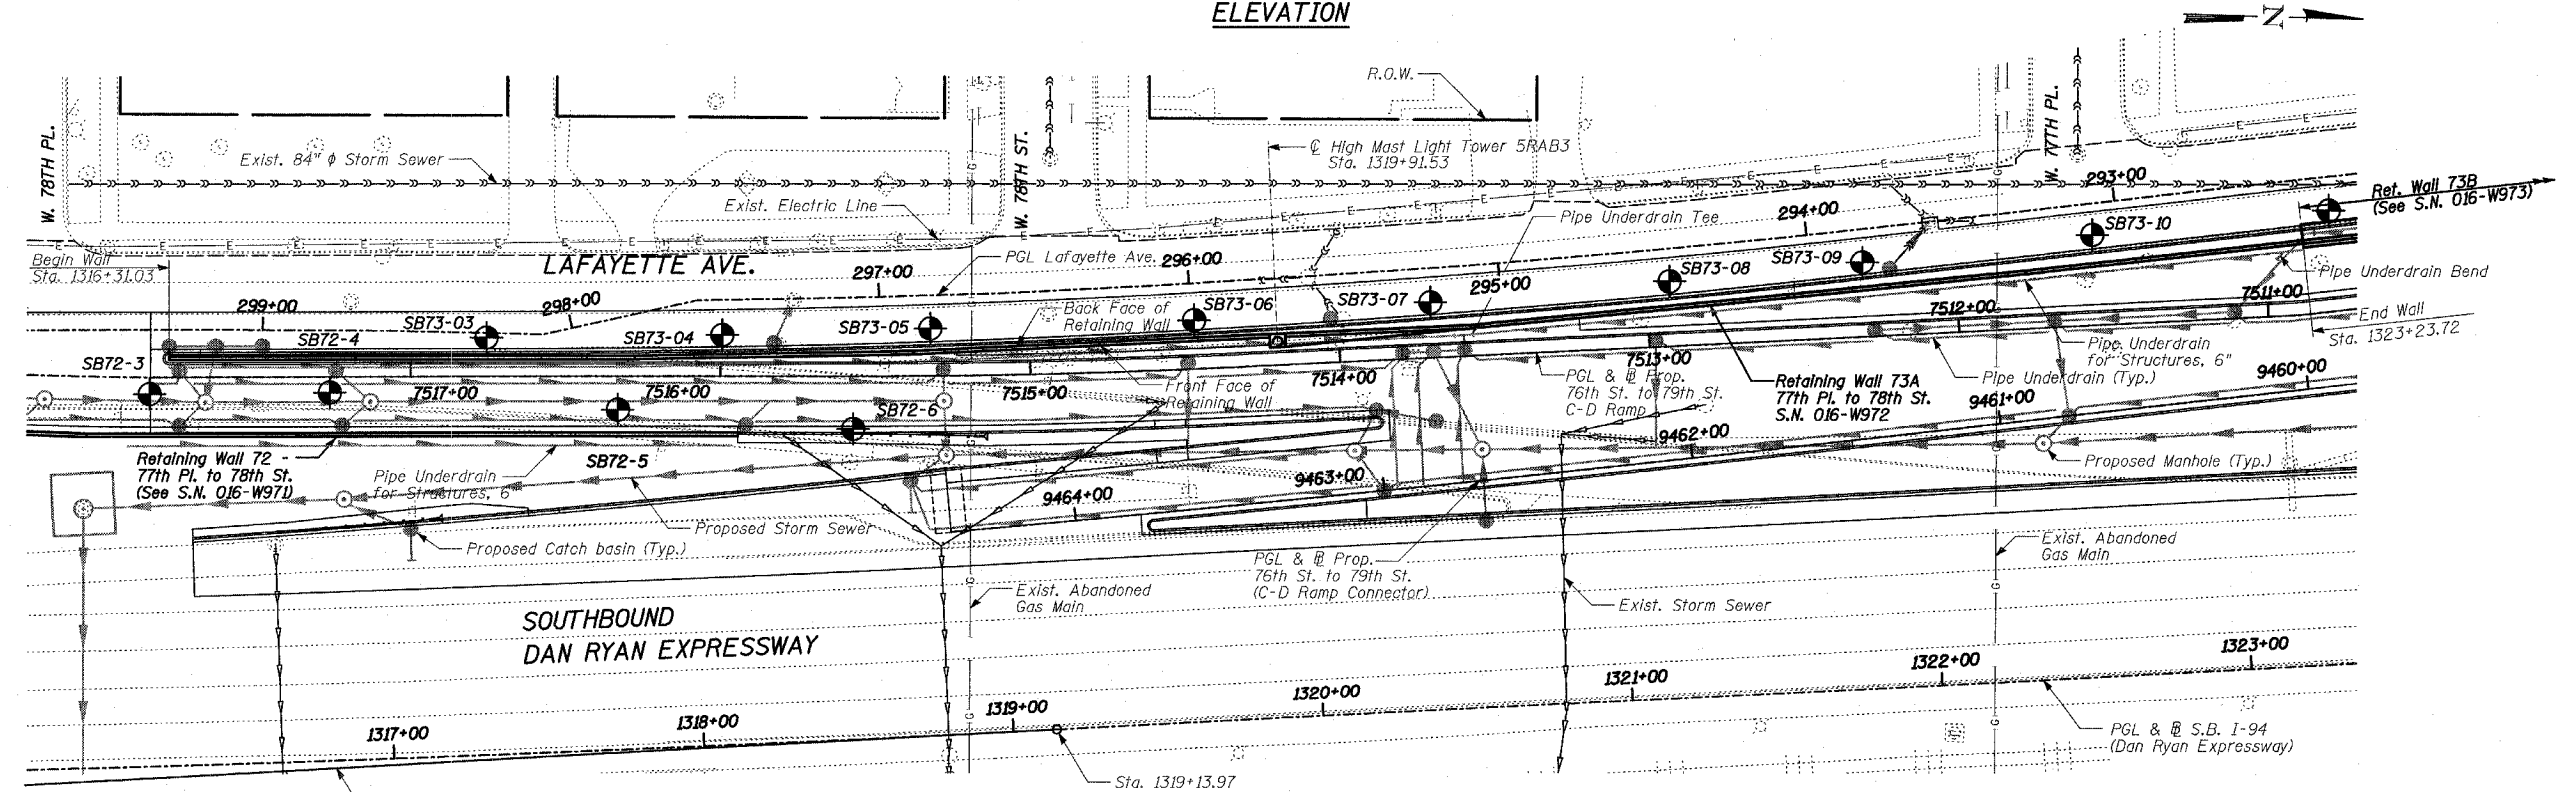 ELEVATION
N
R.O.W.
W. 78TH PL.
Exist. 84" ϕ Storm Sewer
W. 78TH ST.
℄ High Mast Light Tower 5RAB3
Sta. 1319+91.53
W. 77TH PL.
293+00
Ret. Wall 73B
(See S.N. 016-W973)
Exist. Electric Line
Pipe Underdrain Tee
294+00
SB73-10
Begin Wall
Sta. 1316+31.03
LAFAYETTE AVE.
297+00
PGL Lafayette Ave.
296+00
SB73-08
SB73-09
Pipe Underdrain Bend
299+00
298+00
SB73-06
SB73-07
295+00
7511+00
SB72-4
SB73-03
SB73-04
SB73-05
Back Face of
Retaining Wall
7512+00
End Wall
Sta. 1323+23.72
SB72-3
7517+00
7516+00
7515+00
7514+00
7513+00
Front Face of
Retaining Wall
PGL & ⅊ Prop.
76th St. to 79th St.
C-D Ramp
Retaining Wall 73A
77th Pl. to 78th St.
S.N. 016-W972
Pipe Underdrain
for Structures, 6"
Pipe Underdrain (Typ.)
9460+00
9461+00
SB72-6
9462+00
Retaining Wall 72 -
77th Pl. to 78th St.
(See S.N. 016-W971)
Pipe Underdrain
for Structures, 6"
SB72-5
9464+00
9463+00
Proposed Manhole (Typ.)
Proposed Storm Sewer
Proposed Catch basin (Typ.)
PGL & ⅊ Prop.
76th St. to 79th St.
(C-D Ramp Connector)
Exist. Abandoned
Gas Main
Exist. Abandoned
Gas Main
Exist. Storm Sewer
SOUTHBOUND
DAN RYAN EXPRESSWAY
1317+00
1318+00
1319+00
1320+00
1321+00
1322+00
1323+00
PGL & ⅊ S.B. I-94
(Dan Ryan Expressway)
Sta. 1319+13.97